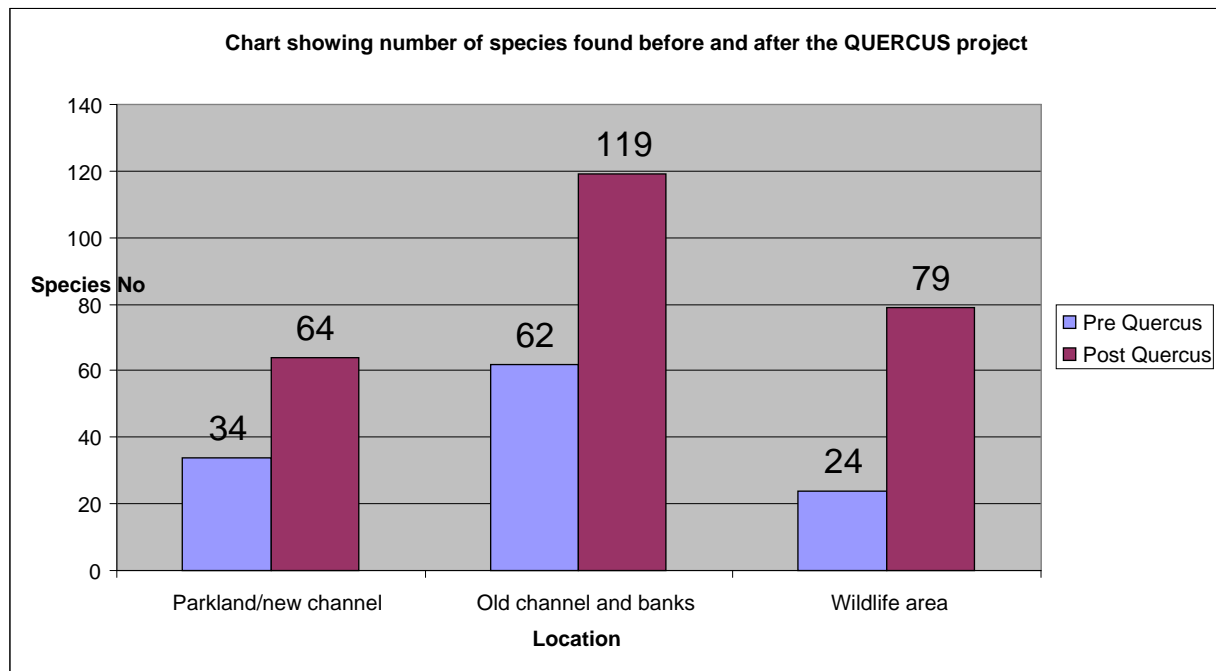 Chart showing number of species found before and after the QUERCUS project
140
120
100
80
60
40
20
0
Species No
34
64
62
119
24
79
Parkland/new channel
Old channel and banks
Wildlife area
Location
Pre Quercus
Post Quercus